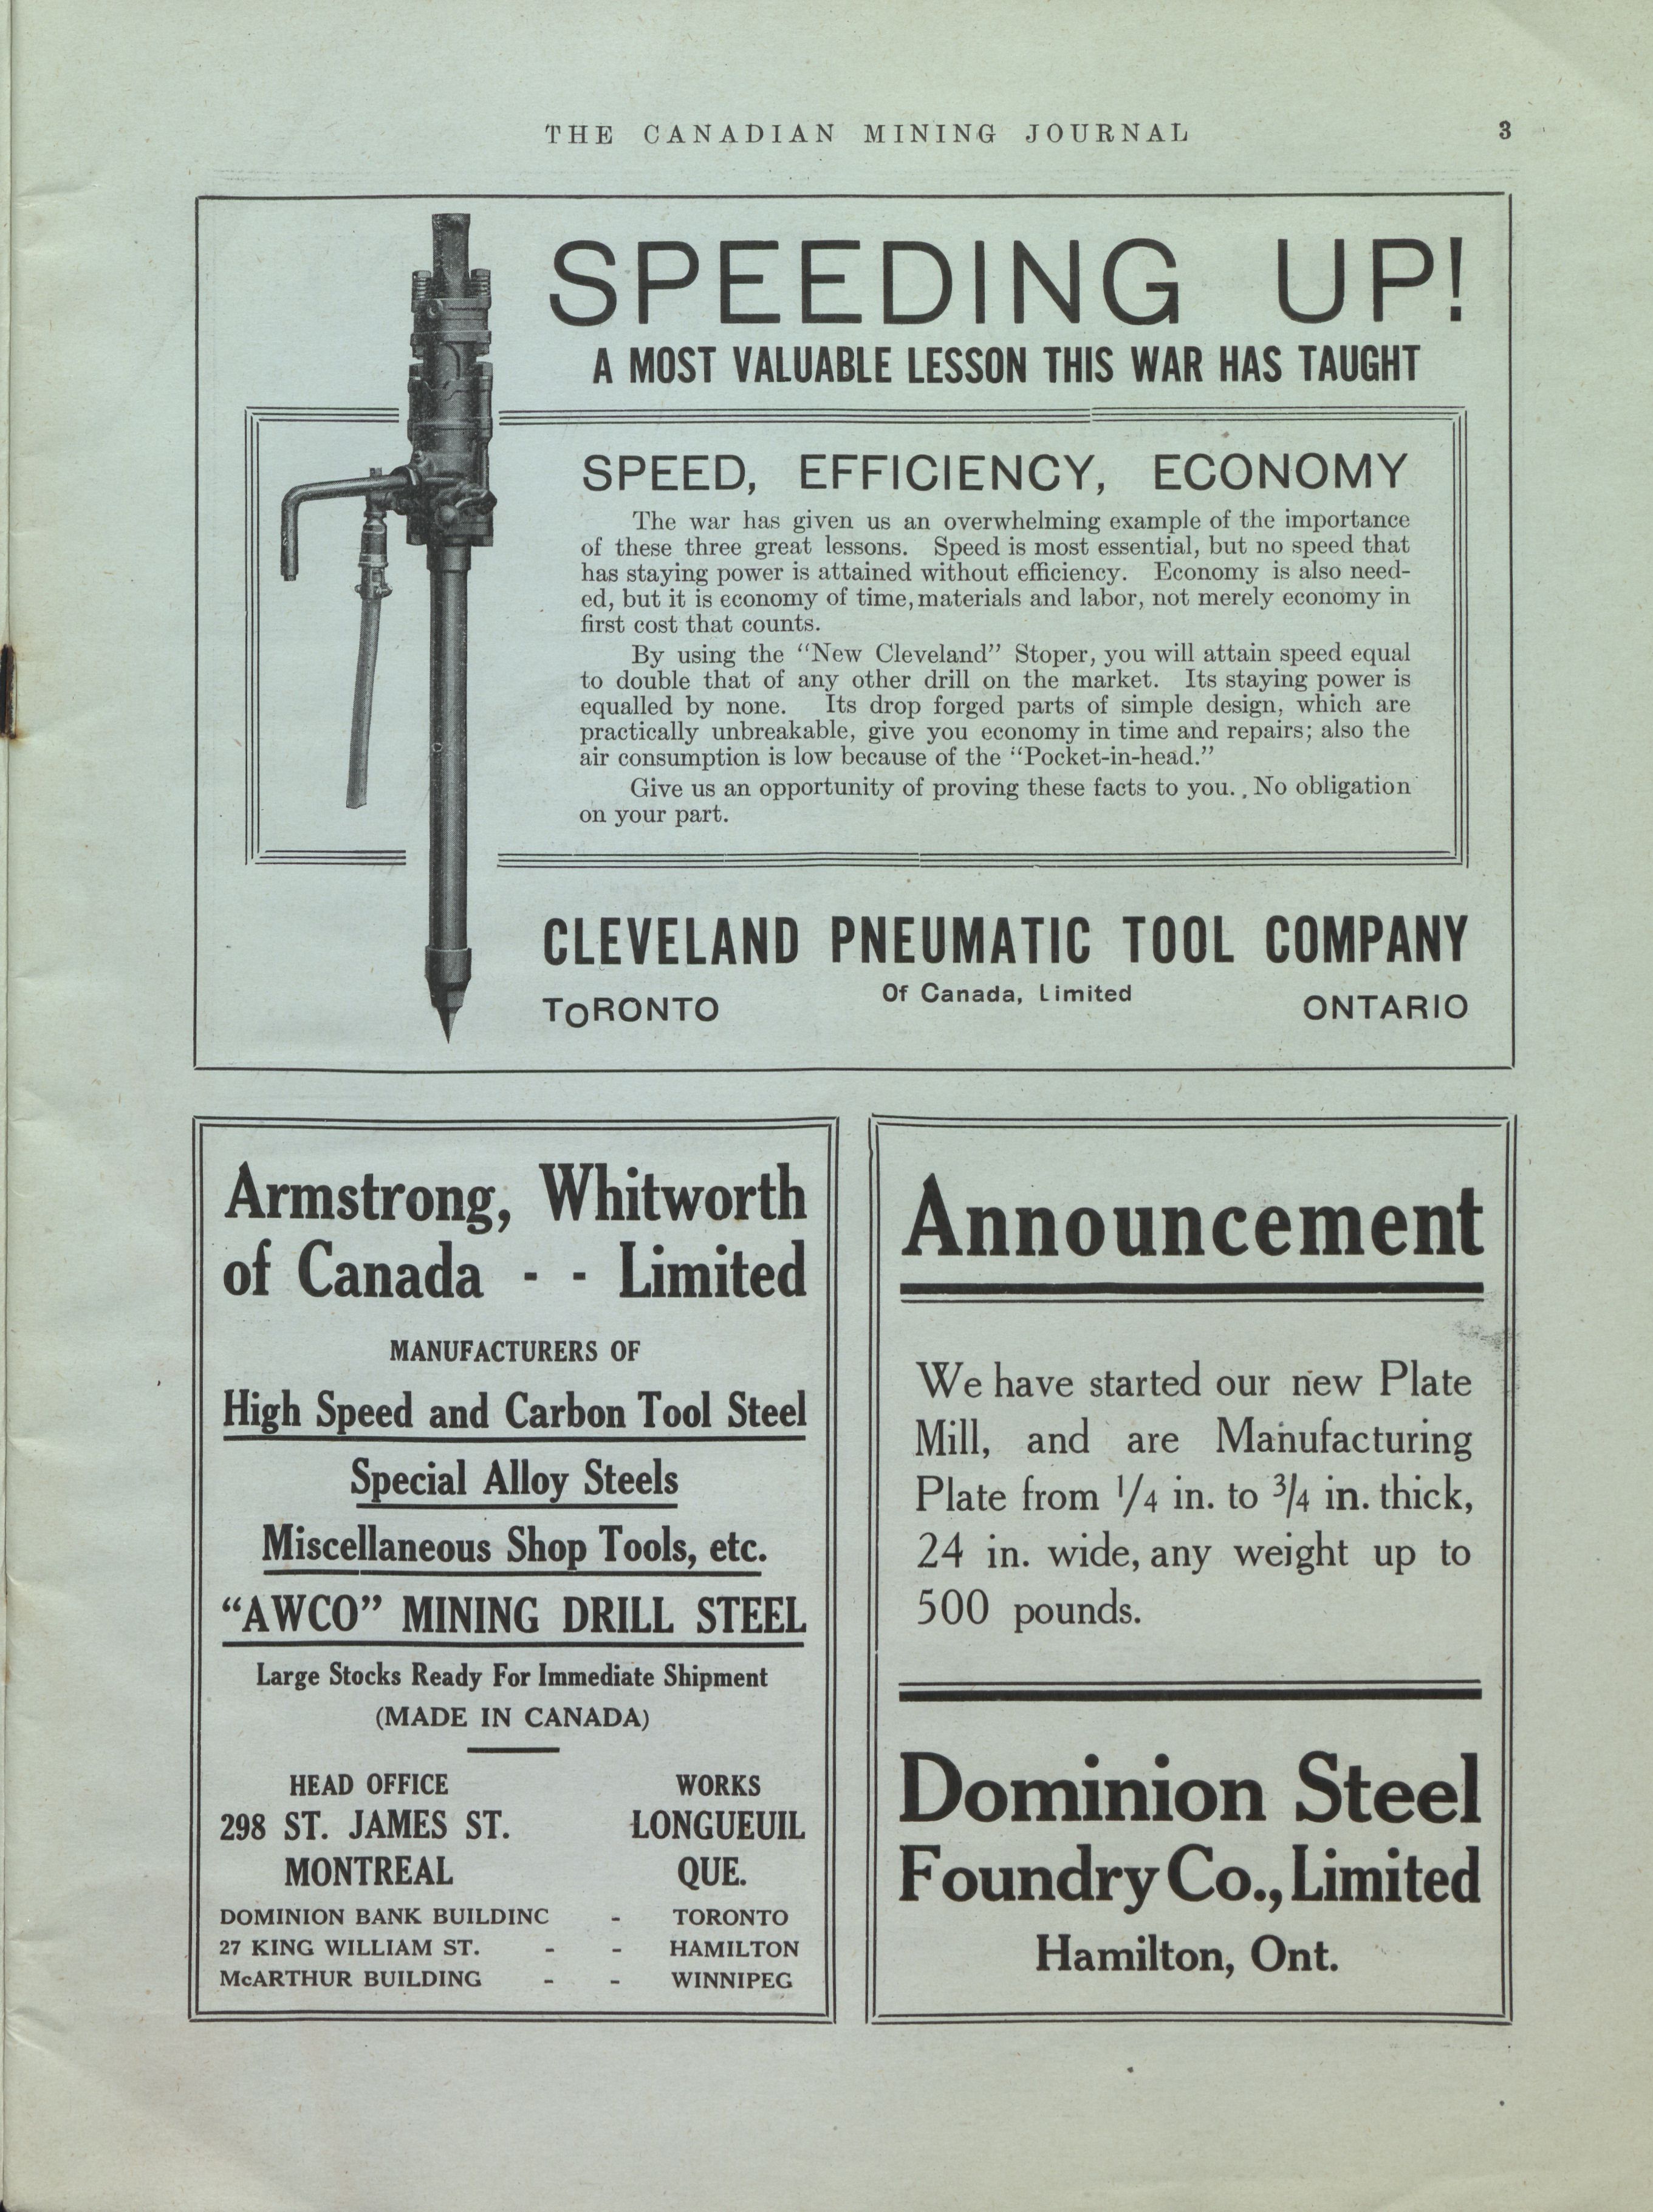 THE CANADIAN MINING JOURNAL 3
SPEEDING UP!
A MOST VALUABLE LESSON THIS WAR HAS TAUGHT
SPEED, EFFICIENCY, ECONOMY
The war has given us an overwhelming example of the importance
of these three great lessons. Speed is most essential, but no speed that
has staying power is attained without efficiency. Economy is also need-
ed, but it is economy of time, materials and labor, not merely economy in
first cost that counts.
By using the "New Cleveland" Stoper, you will attain speed equal
to double that of any other drill on the market. Its staying power is
equalled by none. Its drop forged parts of simple design, which are
practically unbreakable, give you economy in time and repairs; also the
air consumption is low because of the "Pocket-in-head."
Give us an opportunity of proving these facts to you. No obligation
on your part.
CLEVELAND PNEUMATIC TOOL COMPANY
Of Canada, Limited
TORONTO ONTARIO
Armstrong, Whitworth
of Canada - - Limited
MANUFACTURERS OF
High Speed and Carbon Tool Steel
Special Alloy Steels
Miscellaneous Shop Tools, etc.
"AWCO" MINING DRILL STEEL
Large Stocks Ready For Immediate Shipment
(MADE IN CANADA)
HEAD OFFICE WORKS
298 ST. JAMES ST. LONGUEUIL
MONTREAL QUE.
DOMINION BANK BUILDINC - TORONTO
27 KING WILLIAM ST. - - HAMILTON
McARTHUR BUILDING - - WINNIPEG
Announcement
We have started our new Plate
Mill, and are Manufacturing
Plate from 1/4 in. to 3/4 in. thick,
24 in. wide, any weight up to
500 pounds.
Dominion Steel
Foundry Co., Limited
Hamilton, Ont.